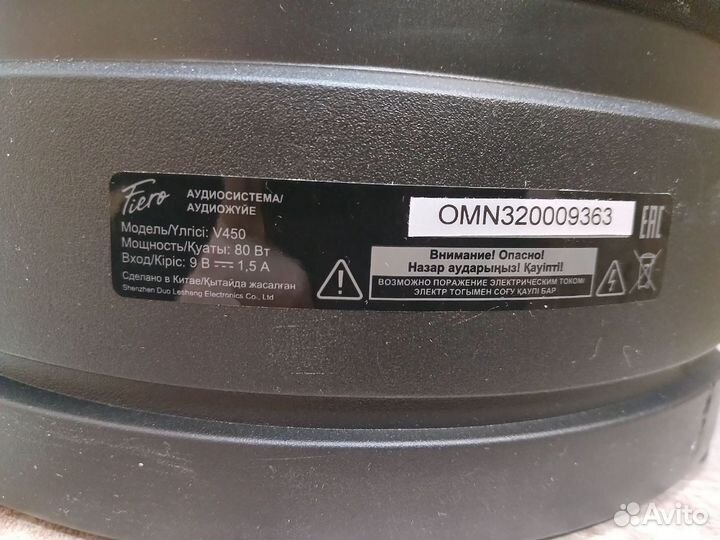 Fiero
АУДИОСИСТЕМА/
АУДИОЖҮЙЕ
Модель/Үлгісі: V450
Мощность/Қуаты: 80 Вт
Вход/Кіріс: 9 В ⎓ 1,5 А
Сделано в Китае/Қытайда жасалған
Shenzhen Duo Lesheng Electronics Co., Ltd
OMN320009363
EAC
Внимание! Опасно!
Назар аударыңыз! Қауіпті!
ВОЗМОЖНО ПОРАЖЕНИЕ ЭЛЕКТРИЧЕСКИМ ТОКОМ/
ЭЛЕКТР ТОГЫМЕН СОҒУ ҚАУПІ БАР
Avito